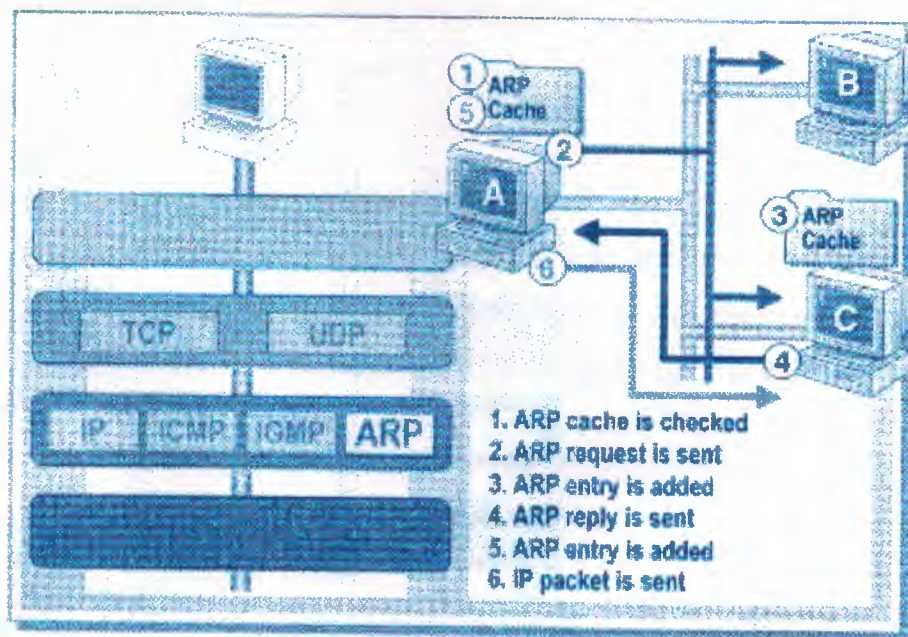 1
ARP
5
Cache
2
A
B
3
ARP
Cache
6
C
4
TCP
UDP
IP
ICMP
IGMP
ARP
1. ARP cache is checked
2. ARP request is sent
3. ARP entry is added
4. ARP reply is sent
5. ARP entry is added
6. IP packet is sent